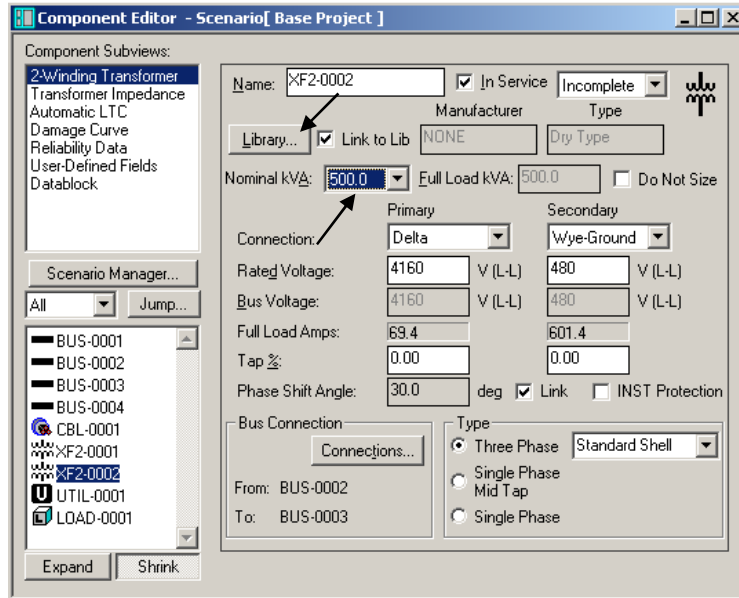 Component Editor - Scenario[ Base Project ]
Component Subviews:
2-Winding Transformer
Transformer Impedance
Automatic LTC
Damage Curve
Reliability Data
User-Defined Fields
Datablock
Scenario Manager...
All Jump...
BUS-0001
BUS-0002
BUS-0003
BUS-0004
CBL-0001
XF2-0001
XF2-0002
UTIL-0001
LOAD-0001
Expand Shrink
Name: XF2-0002 In Service Incomplete
Manufacturer Type
Library... Link to Lib NONE Dry Type
Nominal kVA: 500.0 Full Load kVA: 500.0 Do Not Size
Primary Secondary
Connection: Delta Wye-Ground
Rated Voltage: 4160 V (L-L) 480 V (L-L)
Bus Voltage: 4160 V (L-L) 480 V (L-L)
Full Load Amps: 69.4 601.4
Tap %: 0.00 0.00
Phase Shift Angle: 30.0 deg Link INST Protection
Bus Connection
Connections...
From: BUS-0002
To: BUS-0003
Type
Three Phase Standard Shell
Single Phase
Mid Tap
Single Phase